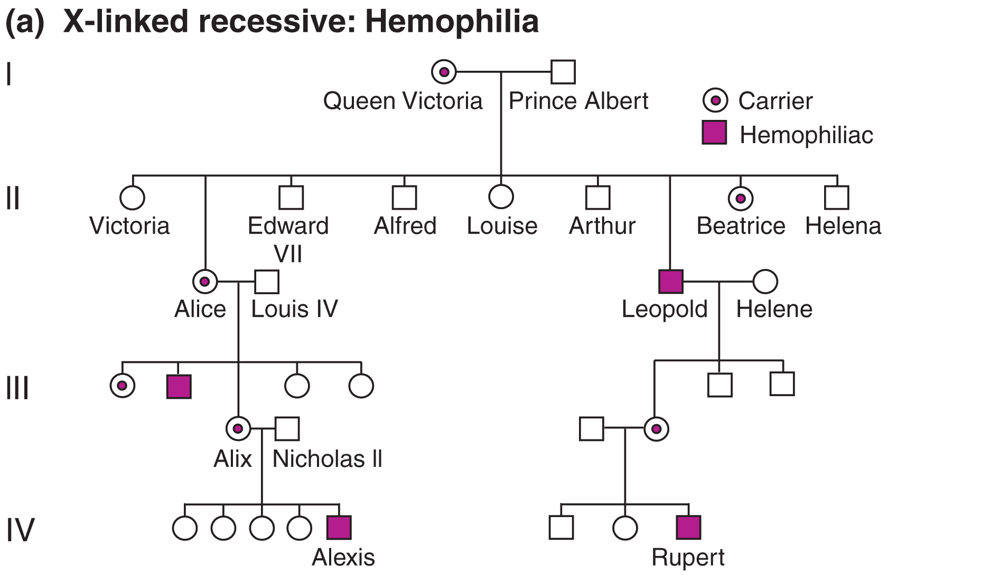 (a) X-linked recessive: Hemophilia
I
Queen Victoria
Prince Albert
Carrier
Hemophiliac
II
Victoria
Edward
VII
Alfred
Louise
Arthur
Beatrice
Helena
Alice
Louis IV
Leopold
Helene
III
Alix
Nicholas II
IV
Alexis
Rupert